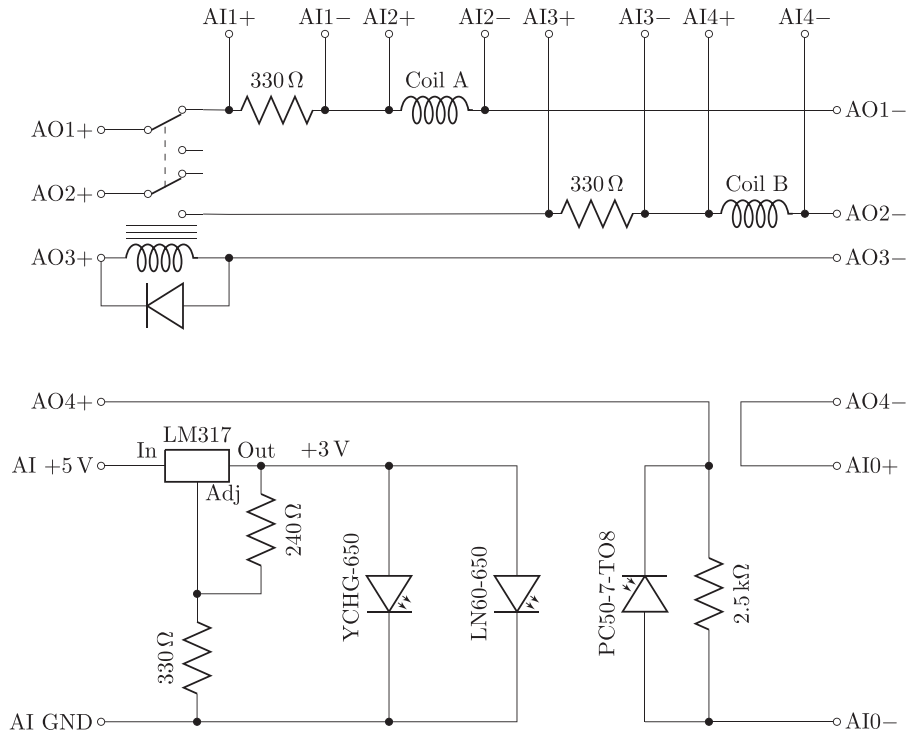 AI1+ AI1− AI2+ AI2− AI3+ AI3− AI4+ AI4−
330 Ω Coil A
AO1+ AO1−
330 Ω Coil B
AO2+ AO2−
AO3+ AO3−
AO4+ AO4−
LM317
In Out +3 V
AI +5 V AI0+
Adj
240 Ω
YCHG-650
LN60-650
PC50-7-TO8
2.5 kΩ
330 Ω
AI GND AI0−